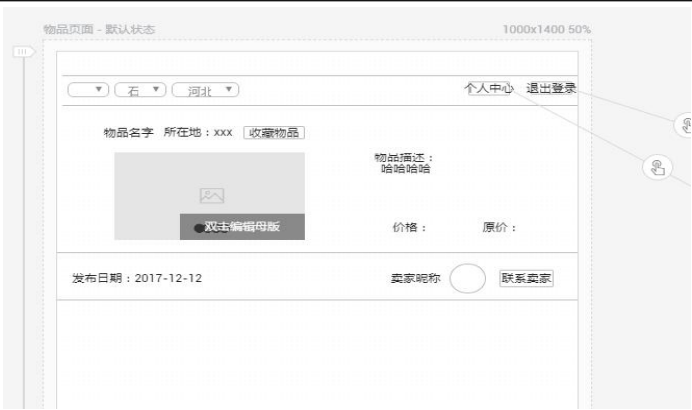 物品页面 - 默认状态 1000x1400 50%
石 河北 个人中心 退出登录
物品名字 所在地：xxx 收藏物品
物品描述：
哈哈哈哈
双击编辑母版
价格： 原价：
发布日期：2017-12-12 卖家昵称 联系卖家